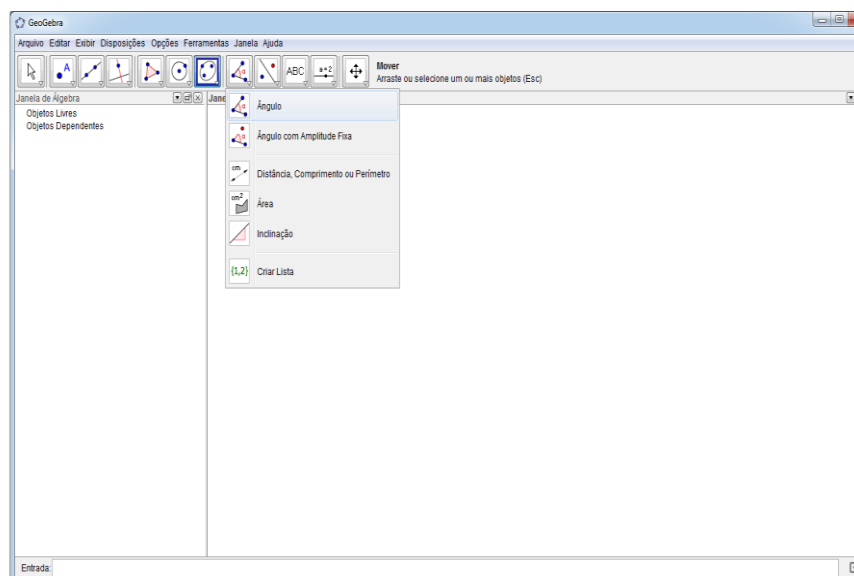 GeoGebra
Arquivo Editar Exibir Disposições Opções Ferramentas Janela Ajuda
A
α
ABC
a = 2
Mover
Arraste ou selecione um ou mais objetos (Esc)
Janela de Álgebra
Jane
Objetos Livres
Objetos Dependentes
α
Ângulo
α
Ângulo com Amplitude Fixa
cm
Distância, Comprimento ou Perímetro
cm²
Área
Inclinação
{1,2}
Criar Lista
Entrada: